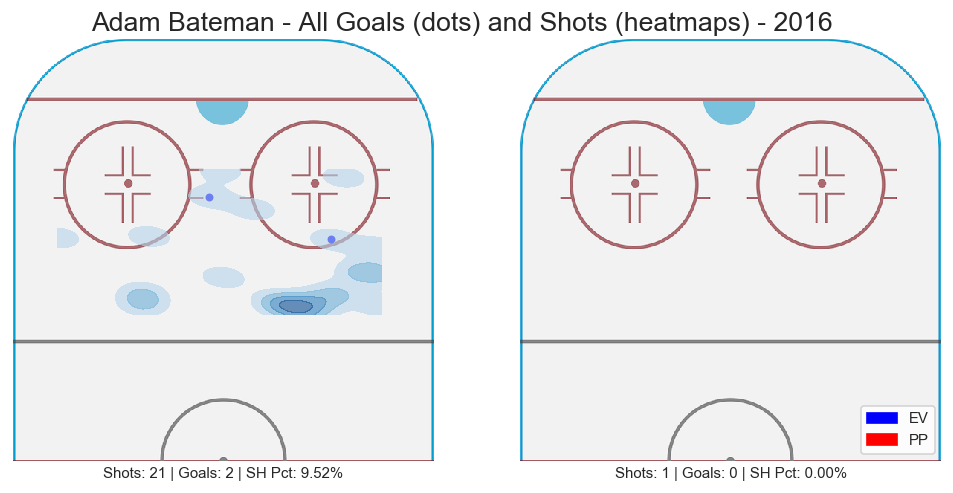 Adam Bateman - All Goals (dots) and Shots (heatmaps) - 2016
EV
PP
Shots: 21 | Goals: 2 | SH Pct: 9.52%
Shots: 1 | Goals: 0 | SH Pct: 0.00%